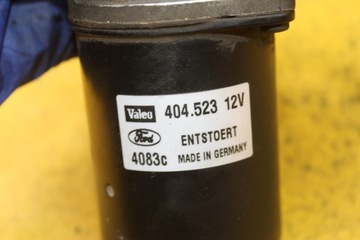 Valeo 404.523 12V
Ford ENTSTOERT
4083c MADE IN GERMANY